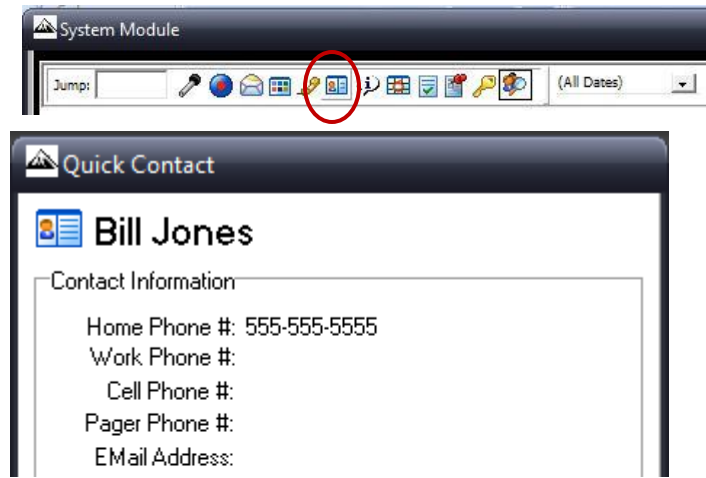 System Module
Jump: (All Dates)
Quick Contact
Bill Jones
Contact Information
Home Phone #: 555-555-5555
Work Phone #:
Cell Phone #:
Pager Phone #:
EMail Address: